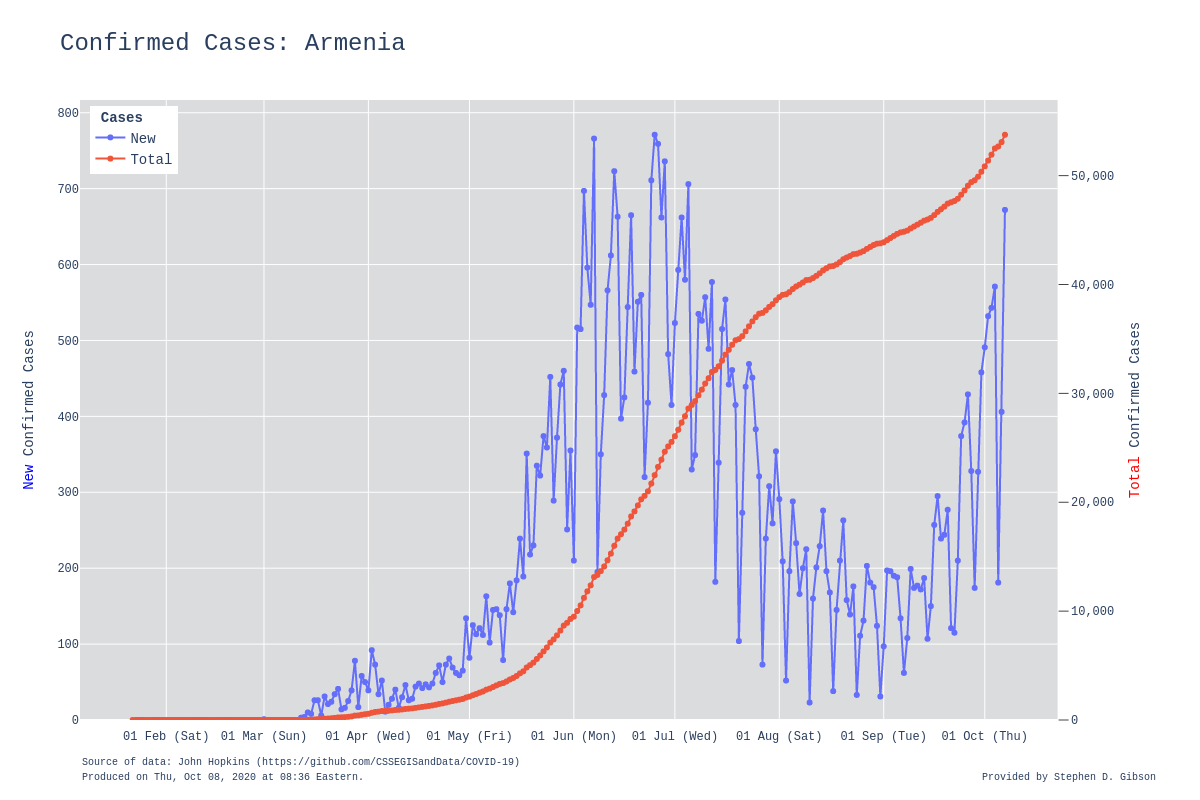 Confirmed Cases: Armenia
Cases
New
Total
800
700
600
500
400
300
200
100
0
50,000
40,000
30,000
20,000
10,000
0
New Confirmed Cases
Total Confirmed Cases
01 Feb (Sat) 01 Mar (Sun) 01 Apr (Wed) 01 May (Fri) 01 Jun (Mon) 01 Jul (Wed) 01 Aug (Sat) 01 Sep (Tue) 01 Oct (Thu)
Source of data: John Hopkins (https://github.com/CSSEGISandData/COVID-19)
Produced on Thu, Oct 08, 2020 at 08:36 Eastern.
Provided by Stephen D. Gibson